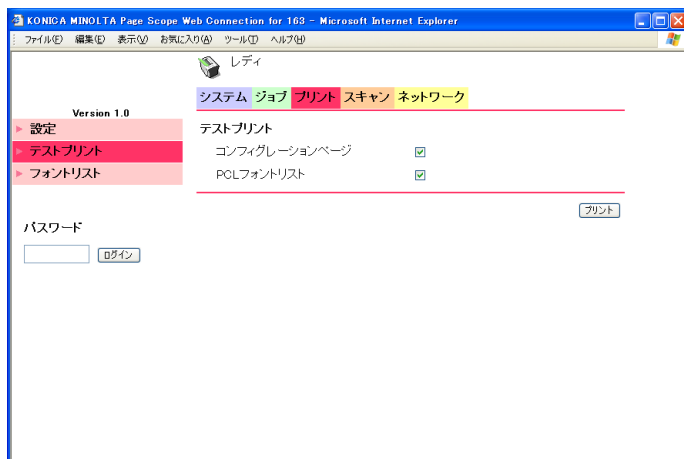 KONICA MINOLTA Page Scope Web Connection for 163 - Microsoft Internet Explorer
ファイル(F) 編集(E) 表示(V) お気に入り(A) ツール(T) ヘルプ(H)
レディ
システム ジョブ プリント スキャン ネットワーク
Version 1.0
設定
テストプリント
フォントリスト
パスワード
ログイン
テストプリント
コンフィグレーションページ
PCLフォントリスト
プリント